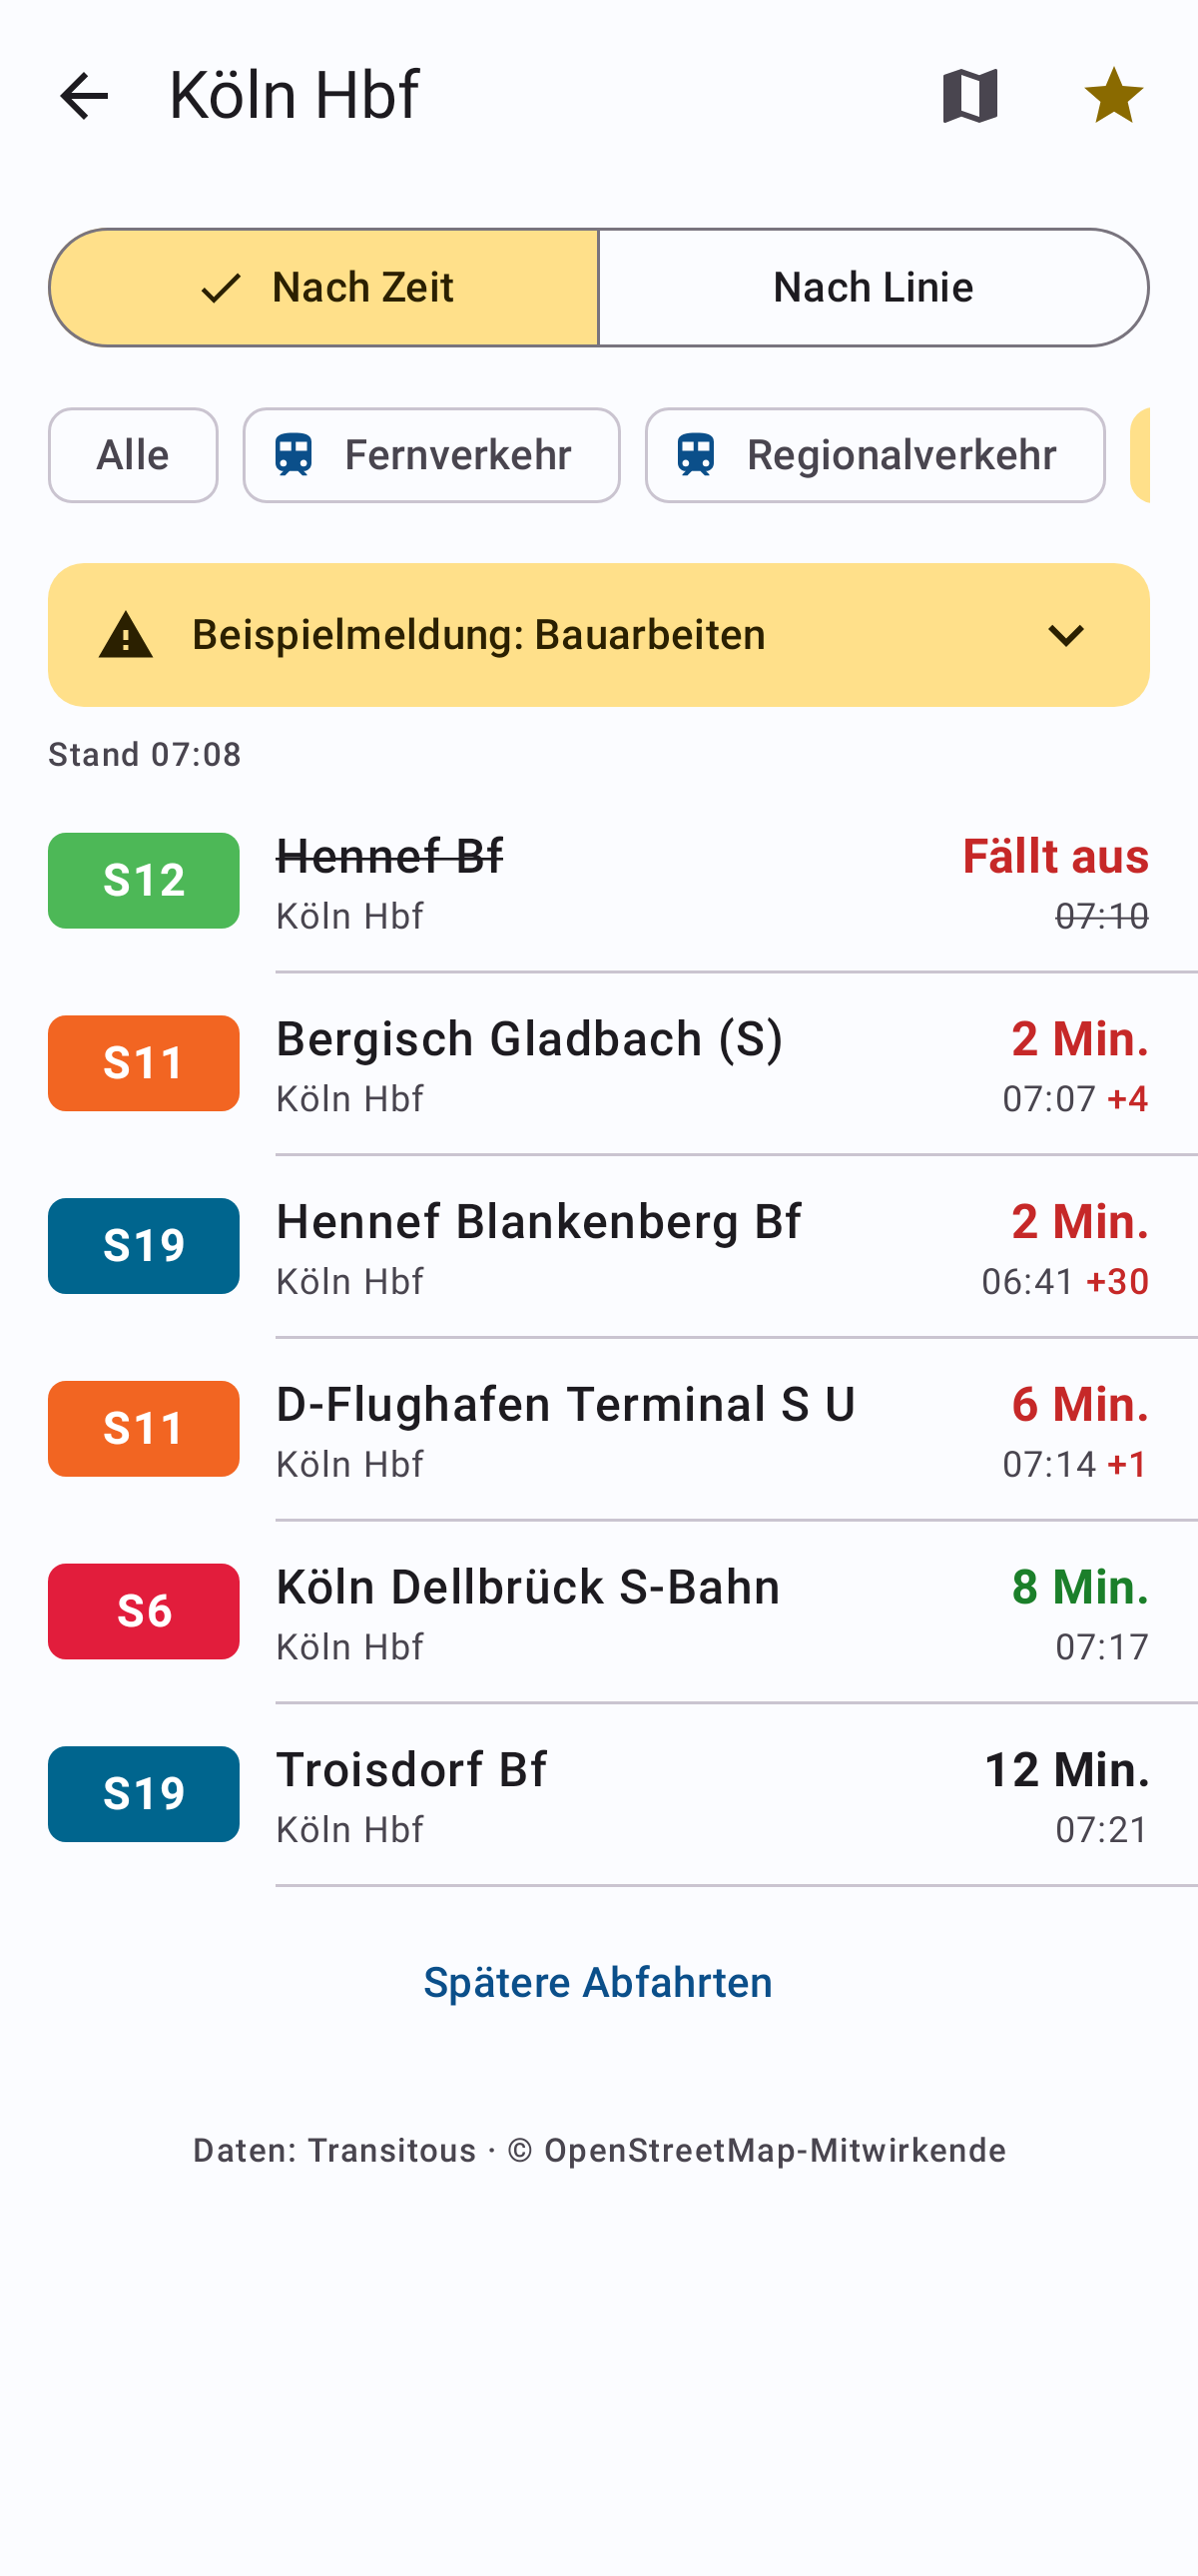 Köln Hbf
Nach Zeit
Nach Linie
Alle
Fernverkehr
Regionalverkehr
Beispielmeldung: Bauarbeiten
Stand 07:08
S12
Hennef Bf
Fällt aus
Köln Hbf
07:10
S11
Bergisch Gladbach (S)
2 Min.
Köln Hbf
07:07 +4
S19
Hennef Blankenberg Bf
2 Min.
Köln Hbf
06:41 +30
S11
D-Flughafen Terminal S U
6 Min.
Köln Hbf
07:14 +1
S6
Köln Dellbrück S-Bahn
8 Min.
Köln Hbf
07:17
S19
Troisdorf Bf
12 Min.
Köln Hbf
07:21
Spätere Abfahrten
Daten: Transitous · © OpenStreetMap-Mitwirkende